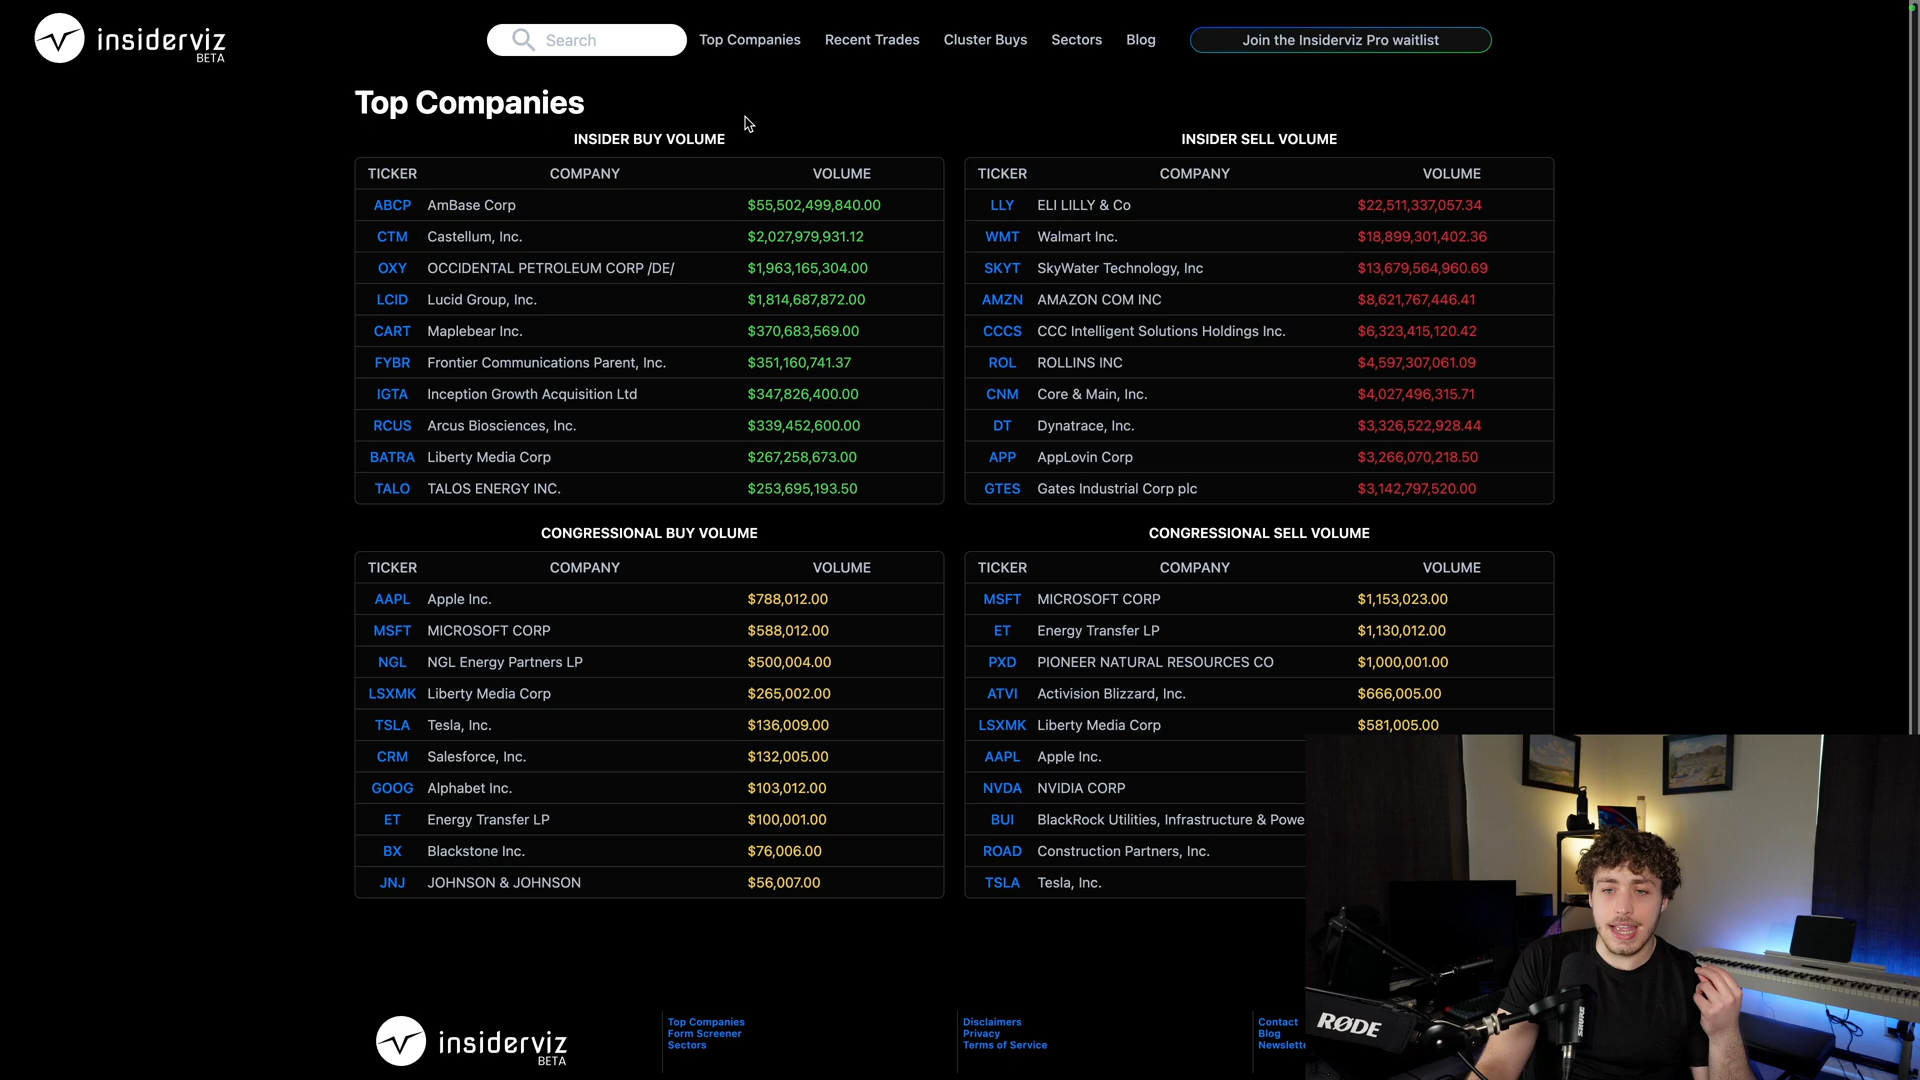 insiderviz
BETA
Search
Top Companies
Recent Trades
Cluster Buys
Sectors
Blog
Join the Insiderviz Pro waitlist
Top Companies
INSIDER BUY VOLUME
TICKER COMPANY VOLUME
ABCP AmBase Corp $55,502,499,840.00
CTM Castellum, Inc. $2,027,979,931.12
OXY OCCIDENTAL PETROLEUM CORP /DE/ $1,963,165,304.00
LCID Lucid Group, Inc. $1,814,687,872.00
CART Maplebear Inc. $370,683,569.00
FYBR Frontier Communications Parent, Inc. $351,160,741.37
IGTA Inception Growth Acquisition Ltd $347,826,400.00
RCUS Arcus Biosciences, Inc. $339,452,600.00
BATRA Liberty Media Corp $267,258,673.00
TALO TALOS ENERGY INC. $253,695,193.50
INSIDER SELL VOLUME
TICKER COMPANY VOLUME
LLY ELI LILLY & Co $22,511,337,057.34
WMT Walmart Inc. $18,899,301,402.36
SKYT SkyWater Technology, Inc $13,679,564,960.69
AMZN AMAZON COM INC $8,621,767,446.41
CCCS CCC Intelligent Solutions Holdings Inc. $6,323,415,120.42
ROL ROLLINS INC $4,597,307,061.09
CNM Core & Main, Inc. $4,027,496,315.71
DT Dynatrace, Inc. $3,326,522,928.44
APP AppLovin Corp $3,266,070,218.50
GTES Gates Industrial Corp plc $3,142,797,520.00
CONGRESSIONAL BUY VOLUME
TICKER COMPANY VOLUME
AAPL Apple Inc. $788,012.00
MSFT MICROSOFT CORP $588,012.00
NGL NGL Energy Partners LP $500,004.00
LSXMK Liberty Media Corp $265,002.00
TSLA Tesla, Inc. $136,009.00
CRM Salesforce, Inc. $132,005.00
GOOG Alphabet Inc. $103,012.00
ET Energy Transfer LP $100,001.00
BX Blackstone Inc. $76,006.00
JNJ JOHNSON & JOHNSON $56,007.00
CONGRESSIONAL SELL VOLUME
TICKER COMPANY VOLUME
MSFT MICROSOFT CORP $1,153,023.00
ET Energy Transfer LP $1,130,012.00
PXD PIONEER NATURAL RESOURCES CO $1,000,001.00
ATVI Activision Blizzard, Inc. $666,005.00
LSXMK Liberty Media Corp $581,005.00
AAPL Apple Inc.
NVDA NVIDIA CORP
BUI BlackRock Utilities, Infrastructure & Powe
ROAD Construction Partners, Inc.
TSLA Tesla, Inc.
insiderviz
BETA
Top Companies
Form Screener
Sectors
Disclaimers
Privacy
Terms of Service
Contact
Blog
Newslette
RØDE
SHURE